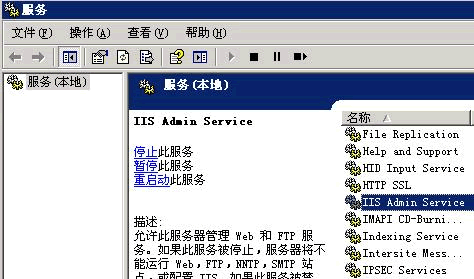 服务
文件(F) 操作(A) 查看(V) 帮助(H)
服务(本地)
服务(本地)
IIS Admin Service
停止此服务
暂停此服务
重启动此服务
描述:
允许此服务器管理 Web 和 FTP 服
务。如果此服务被停止,服务器将不
能运行 Web,FTP,NNTP,SMTP 站
点,或配置 IIS。如果此服务被禁
名称
File Replication
Help and Support
HID Input Service
HTTP SSL
IIS Admin Service
IMAPI CD-Burni...
Indexing Service
Intersite Mess...
IPSEC Services